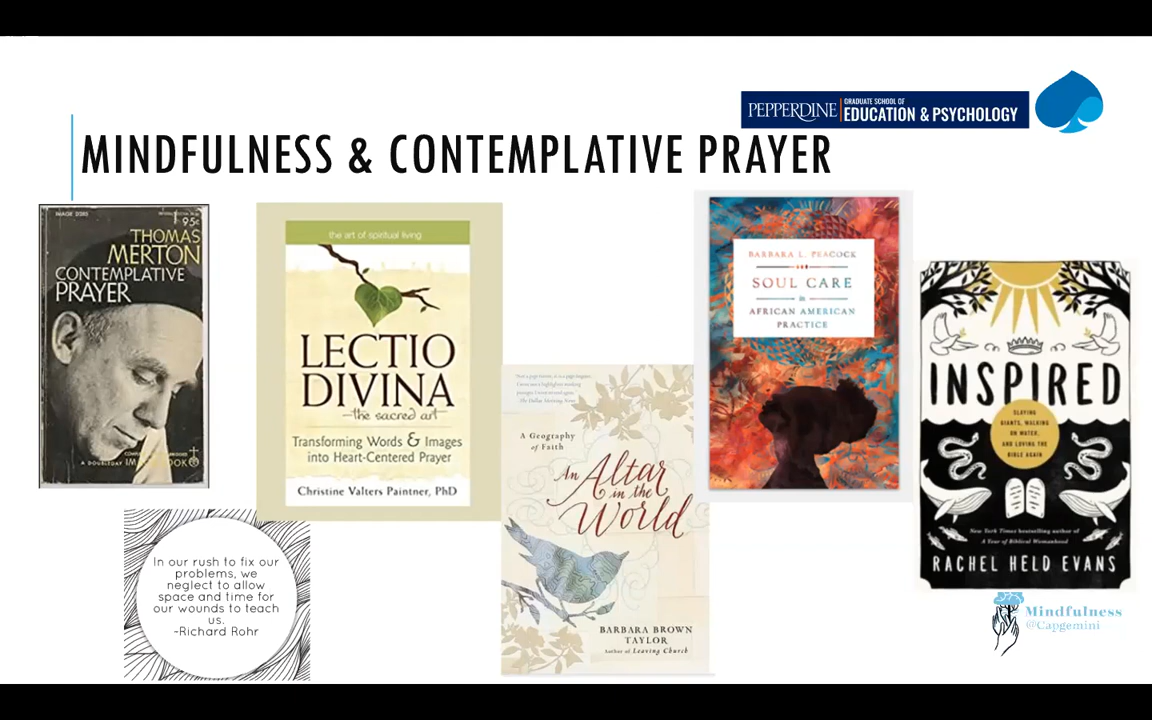 PEPPERDINE GRADUATE SCHOOL OF
EDUCATION & PSYCHOLOGY
MINDFULNESS & CONTEMPLATIVE PRAYER
95c
THOMAS
MERTON
CONTEMPLATIVE
PRAYER
A DOUBLEDAY IMAGE BOOK
the art of spiritual living
LECTIO
DIVINA
the sacred art
Transforming Words & Images
into Heart-Centered Prayer
Christine Valters Paintner, PhD
In our rush to fix our
problems, we
neglect to allow
space and time for
our wounds to teach
us.
-Richard Rohr
A Geography
of Faith
An Altar
in the
World
BARBARA BROWN
TAYLOR
Author of Leaving Church
BARBARA L. PEACOCK
SOUL CARE
in
AFRICAN AMERICAN
PRACTICE
INSPIRED
SLAYING
GIANTS, WALKING
ON WATER,
AND LOVING THE
BIBLE AGAIN
New York Times bestselling author of
A Year of Biblical Womanhood
RACHEL HELD EVANS
Mindfulness
@Capgemini